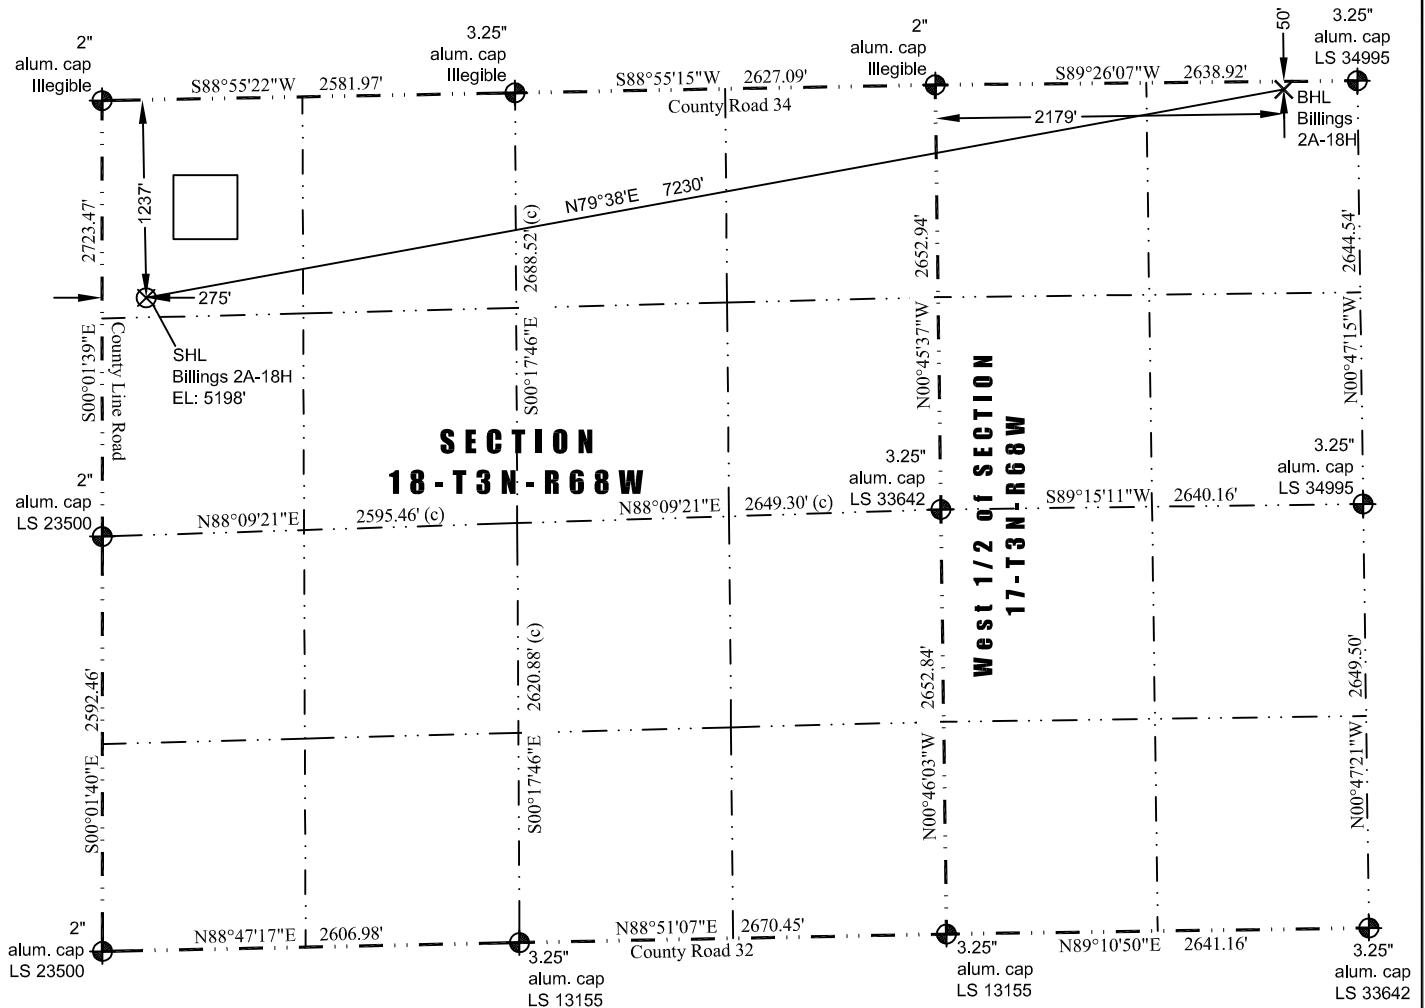 2"
alum. cap
Illegible
3.25"
alum. cap
Illegible
2"
alum. cap
Illegible
50'
3.25"
alum. cap
LS 34995
S88°55'22"W 2581.97'
S88°55'15"W 2627.09'
S89°26'07"W 2638.92'
County Road 34
BHL
Billings
2A-18H
2179'
1237'
N79°38'E 7230'
2723.47'
2688.52' (c)
2652.94'
2644.54'
275'
SHL
Billings 2A-18H
EL: 5198'
S00°01'39"E
County Line Road
S00°17'46"E
N00°45'37"W
N00°47'15"W
SECTION
18-T3N-R68W
West 1/2 of SECTION
17-T3N-R68W
2"
alum. cap
LS 23500
3.25"
alum. cap
LS 33642
3.25"
alum. cap
LS 34995
N88°09'21"E 2595.46' (c)
N88°09'21"E 2649.30' (c)
S89°15'11"W 2640.16'
2592.46'
2620.88' (c)
2652.84'
2649.50'
S00°01'40"E
S00°17'46"E
N00°46'03"W
N00°47'21"W
2"
alum. cap
LS 23500
N88°47'17"E 2606.98'
N88°51'07"E 2670.45'
N89°10'50"E 2641.16'
County Road 32
3.25"
alum. cap
LS 13155
3.25"
alum. cap
LS 13155
3.25"
alum. cap
LS 33642